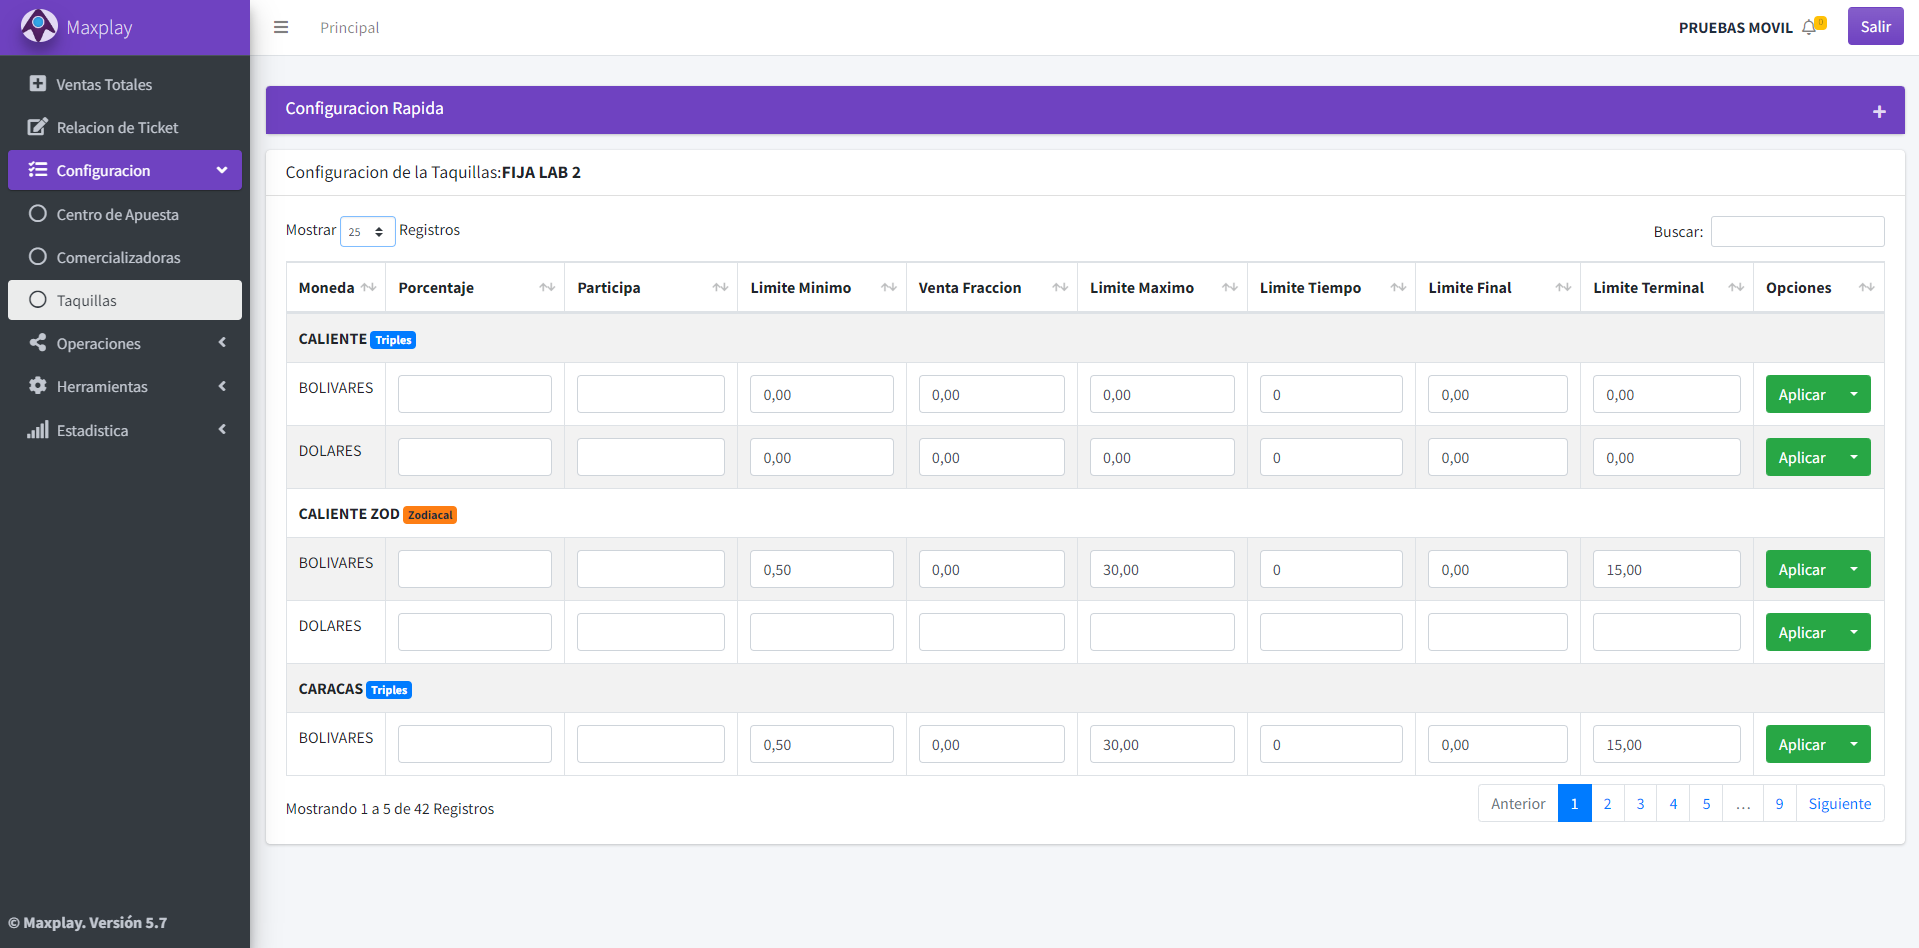 Maxplay
Principal
PRUEBAS MOVIL
0
Salir
Ventas Totales
Relacion de Ticket
Configuracion
Centro de Apuesta
Comercializadoras
Taquillas
Operaciones
Herramientas
Estadistica
© Maxplay. Versión 5.7
Configuracion Rapida
Configuracion de la Taquillas:FIJA LAB 2
Mostrar 25 Registros
Buscar:
Moneda Porcentaje Participa Limite Minimo Venta Fraccion Limite Maximo Limite Tiempo Limite Final Limite Terminal Opciones
CALIENTE Triples
BOLIVARES 0,00 0,00 0,00 0 0,00 0,00 Aplicar
DOLARES 0,00 0,00 0,00 0 0,00 0,00 Aplicar
CALIENTE ZOD Zodiacal
BOLIVARES 0,50 0,00 30,00 0 0,00 15,00 Aplicar
DOLARES Aplicar
CARACAS Triples
BOLIVARES 0,50 0,00 30,00 0 0,00 15,00 Aplicar
Mostrando 1 a 5 de 42 Registros
Anterior 1 2 3 4 5 … 9 Siguiente